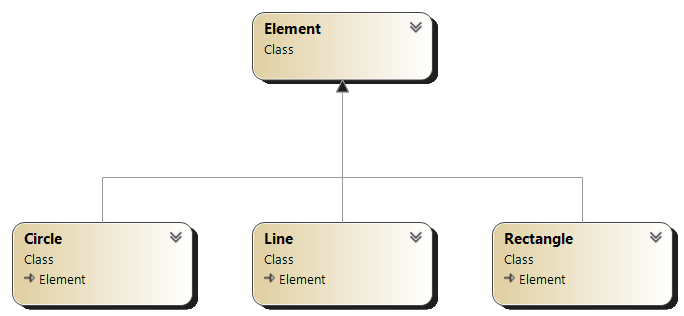 Element
Class
Circle
Class
Element
Line
Class
Element
Rectangle
Class
Element